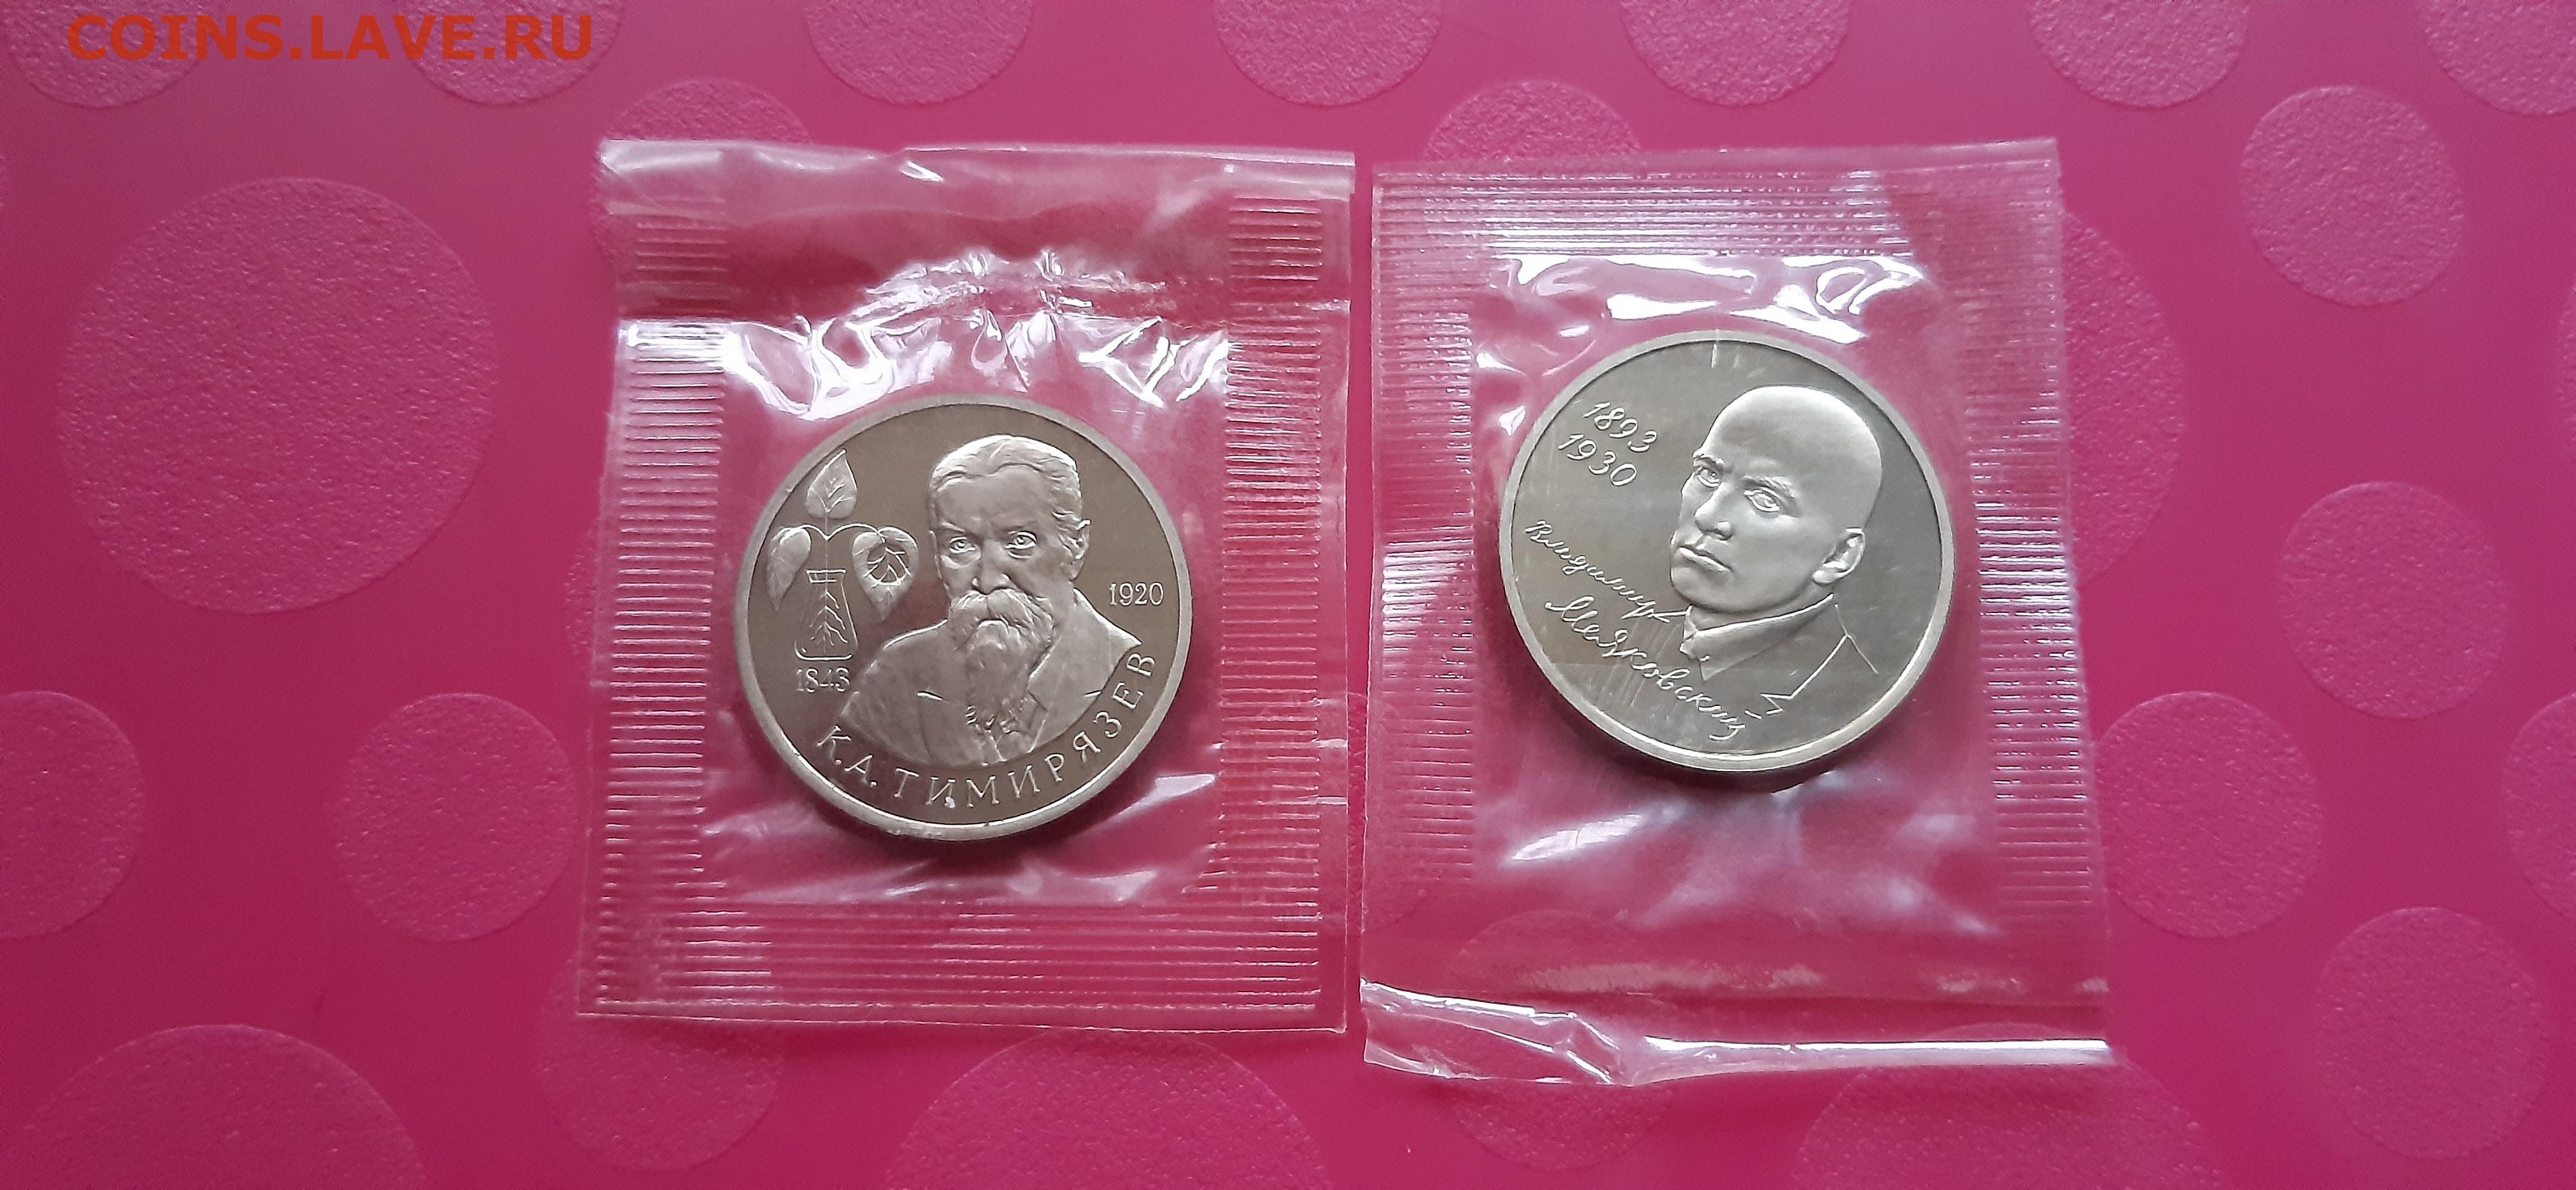 COINS.LAVE.RU
1920
1843
К.А. ТИМИРЯЗЕВ
1893
1930
Владимир
Маяковский